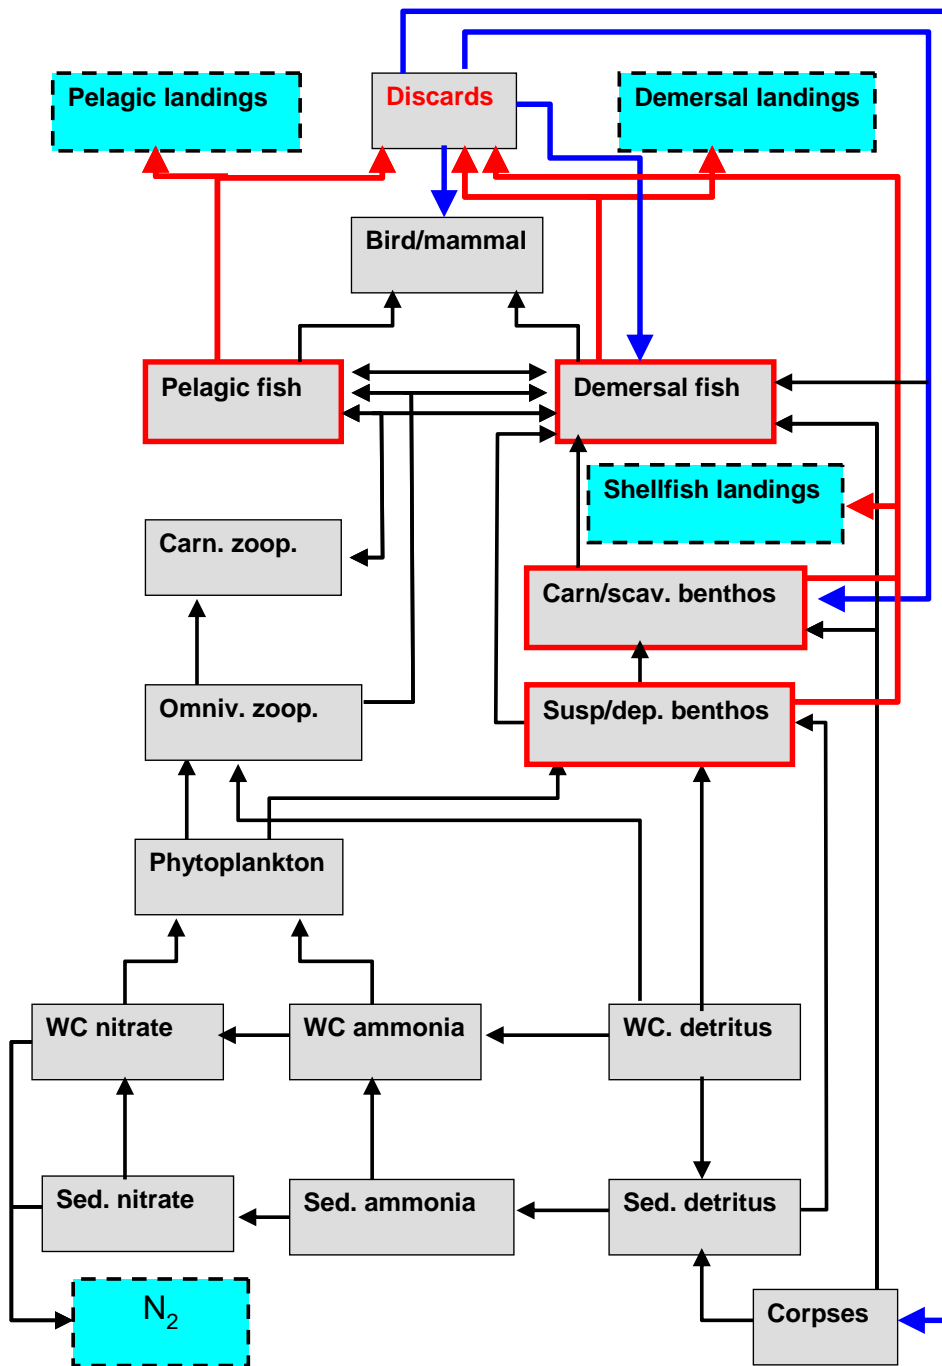 Pelagic landings
Discards
Demersal landings
Bird/mammal
Pelagic fish
Demersal fish
Shellfish landings
Carn. zoop.
Carn/scav. benthos
Omniv. zoop.
Susp/dep. benthos
Phytoplankton
WC nitrate
WC ammonia
WC. detritus
Sed. nitrate
Sed. ammonia
Sed. detritus
N2
Corpses